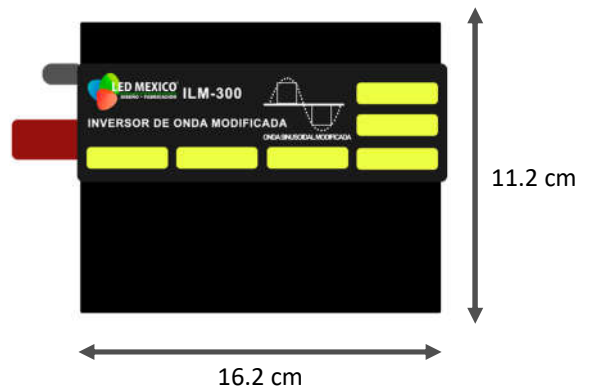 LED MEXICO
DISEÑO - FABRICACIÓN
ILM-300
INVERSOR DE ONDA MODIFICADA
ONDA SINUSOIDAL MODIFICADA
11.2 cm
16.2 cm